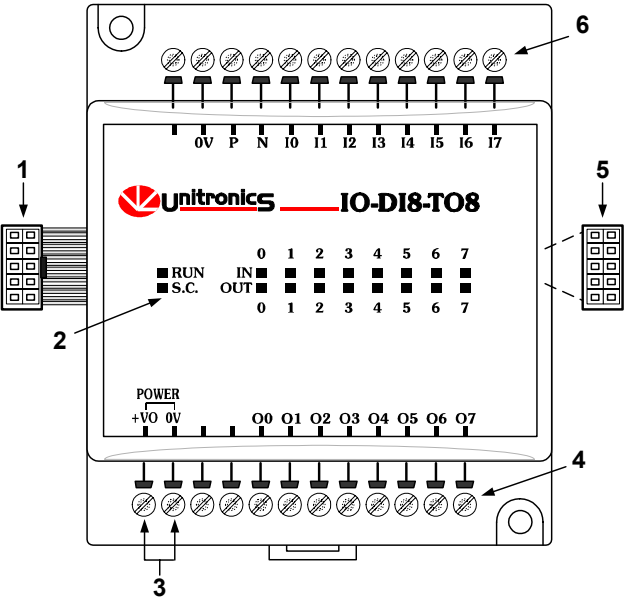 6
0V P N I0 I1 I2 I3 I4 I5 I6 I7
1
5
Unitronics IO-DI8-TO8
0 1 2 3 4 5 6 7
RUN IN
S.C. OUT
0 1 2 3 4 5 6 7
2
POWER
+VO 0V O0 O1 O2 O3 O4 O5 O6 O7
4
3